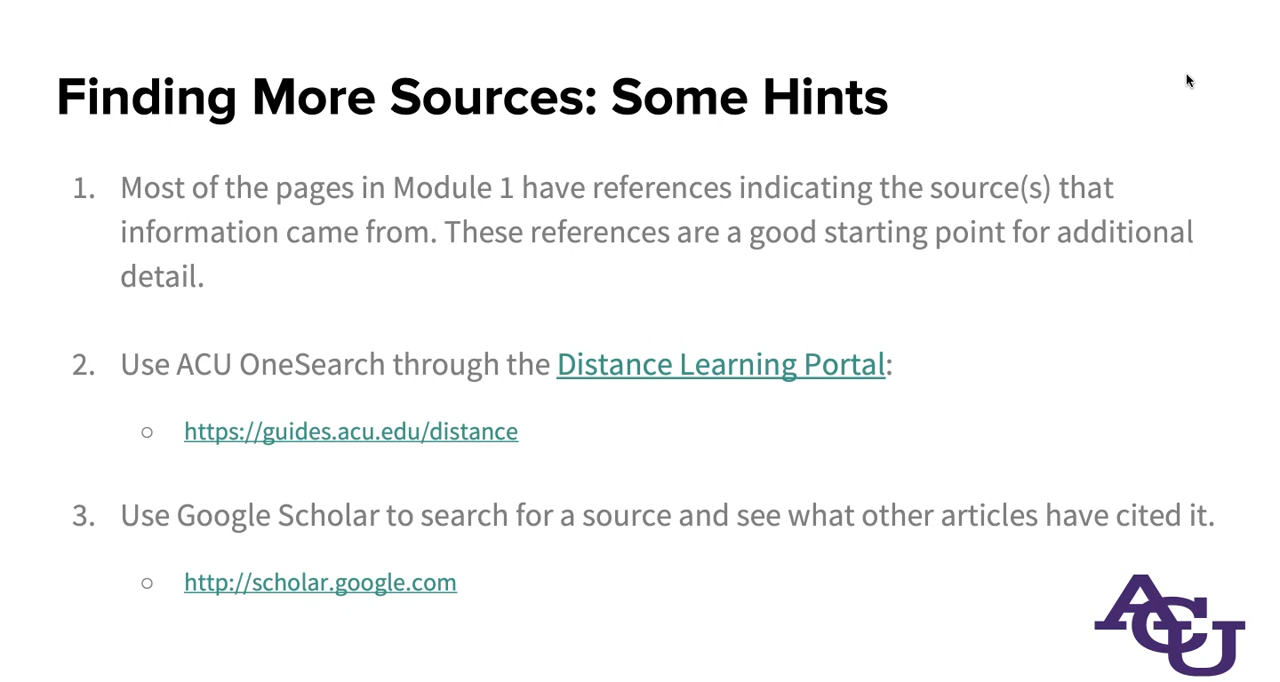 Finding More Sources: Some Hints
1. Most of the pages in Module 1 have references indicating the source(s) that
information came from. These references are a good starting point for additional
detail.
2. Use ACU OneSearch through the Distance Learning Portal:
○ https://guides.acu.edu/distance
3. Use Google Scholar to search for a source and see what other articles have cited it.
○ http://scholar.google.com
ACU